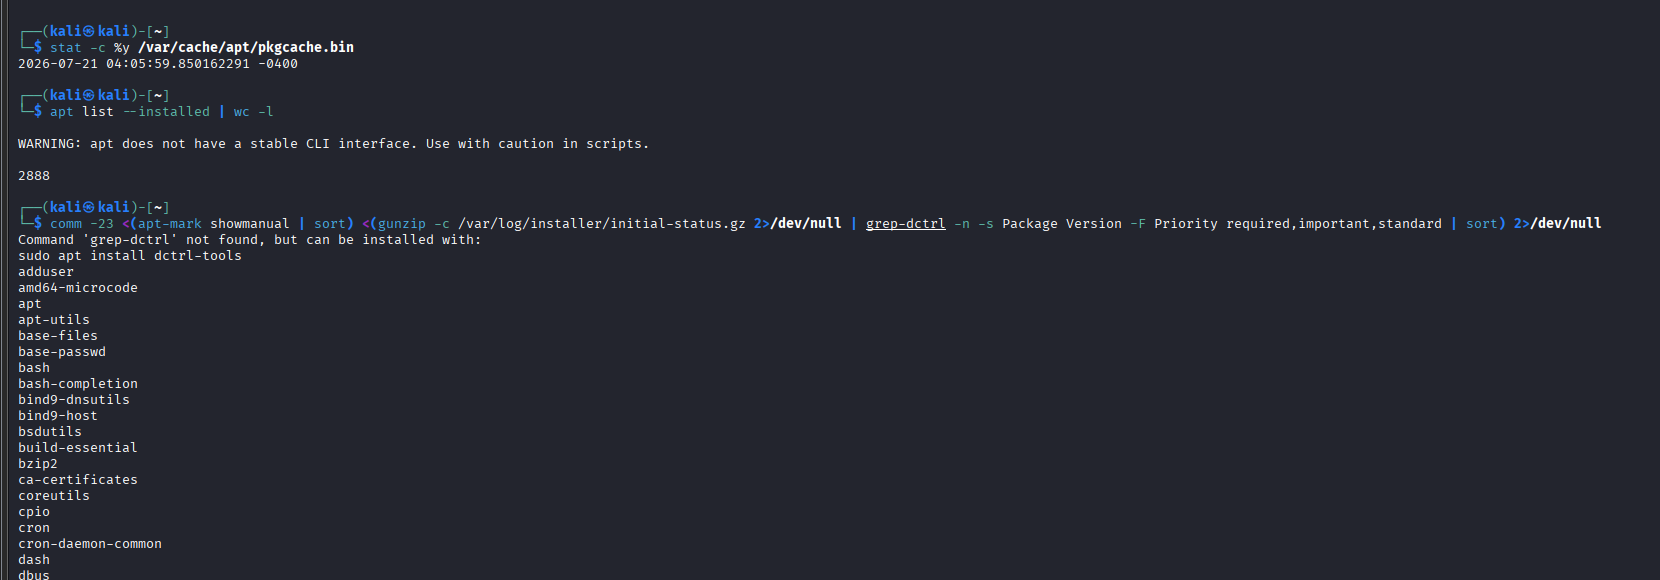 ┌──(kali㉿kali)-[~]
└─$ stat -c %y /var/cache/apt/pkgcache.bin
2026-07-21 04:05:59.850162291 -0400
┌──(kali㉿kali)-[~]
└─$ apt list --installed | wc -l
WARNING: apt does not have a stable CLI interface. Use with caution in scripts.
2888
┌──(kali㉿kali)-[~]
└─$ comm -23 <(apt-mark showmanual | sort) <(gunzip -c /var/log/installer/initial-status.gz 2>/dev/null | grep-dctrl -n -s Package Version -F Priority required,important,standard | sort) 2>/dev/null
Command 'grep-dctrl' not found, but can be installed with:
sudo apt install dctrl-tools
adduser
amd64-microcode
apt
apt-utils
base-files
base-passwd
bash
bash-completion
bind9-dnsutils
bind9-host
bsdutils
build-essential
bzip2
ca-certificates
coreutils
cpio
cron
cron-daemon-common
dash
dbus